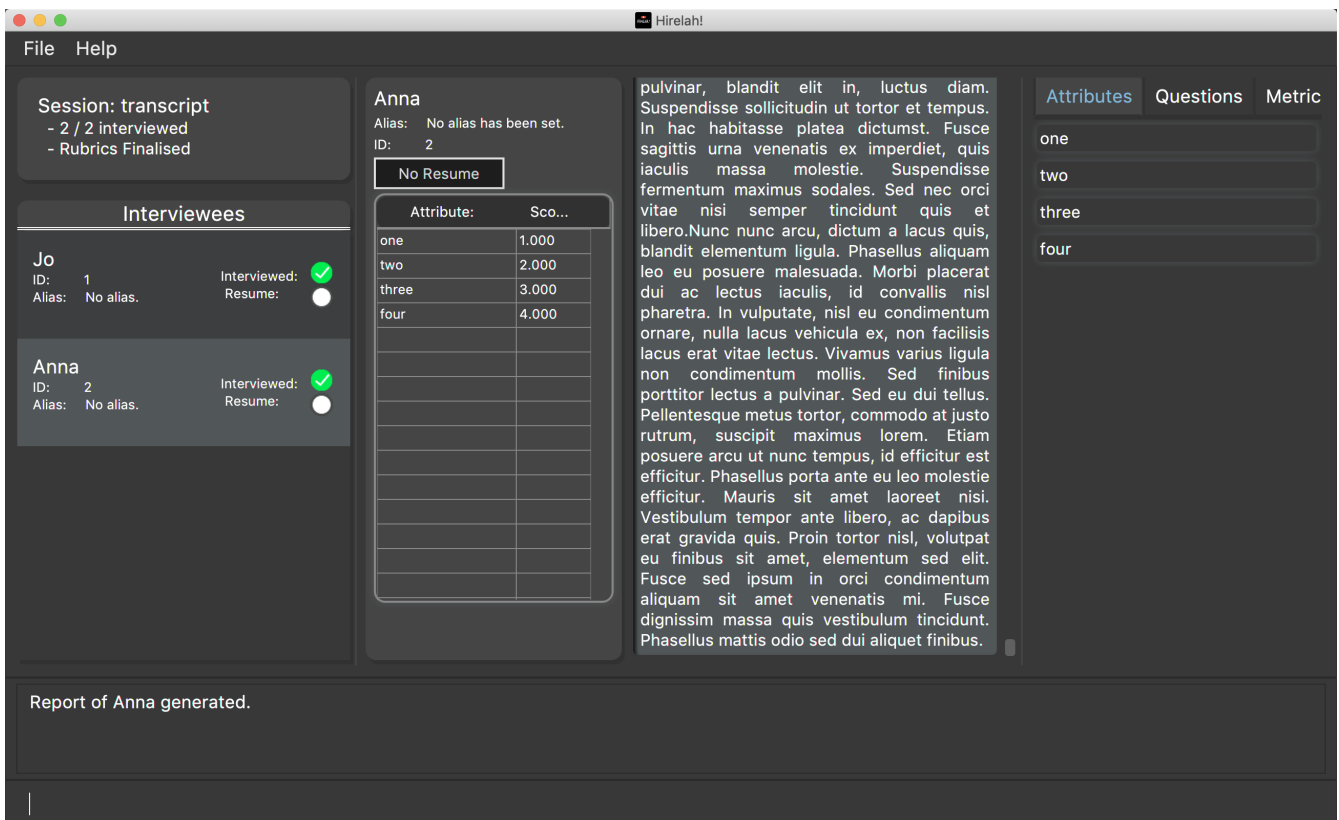 Hirelah!
File Help
Session: transcript
- 2 / 2 interviewed
- Rubrics Finalised
Interviewees
Jo
ID: 1
Alias: No alias.
Interviewed:
Resume:
Anna
ID: 2
Alias: No alias.
Interviewed:
Resume:
Anna
Alias: No alias has been set.
ID: 2
No Resume
Attribute: Sco...
one 1.000
two 2.000
three 3.000
four 4.000
pulvinar, blandit elit in, luctus diam.
Suspendisse sollicitudin ut tortor et tempus.
In hac habitasse platea dictumst. Fusce
sagittis urna venenatis ex imperdiet, quis
iaculis massa molestie. Suspendisse
fermentum maximus sodales. Sed nec orci
vitae nisi semper tincidunt quis et
libero.Nunc nunc arcu, dictum a lacus quis,
blandit elementum ligula. Phasellus aliquam
leo eu posuere malesuada. Morbi placerat
dui ac lectus iaculis, id convallis nisl
pharetra. In vulputate, nisl eu condimentum
ornare, nulla lacus vehicula ex, non facilisis
lacus erat vitae lectus. Vivamus varius ligula
non condimentum mollis. Sed finibus
porttitor lectus a pulvinar. Sed eu dui tellus.
Pellentesque metus tortor, commodo at justo
rutrum, suscipit maximus lorem. Etiam
posuere arcu ut nunc tempus, id efficitur est
efficitur. Phasellus porta ante eu leo molestie
efficitur. Mauris sit amet laoreet nisi.
Vestibulum tempor ante libero, ac dapibus
erat gravida quis. Proin tortor nisl, volutpat
eu finibus sit amet, elementum sed elit.
Fusce sed ipsum in orci condimentum
aliquam sit amet venenatis mi. Fusce
dignissim massa quis vestibulum tincidunt.
Phasellus mattis odio sed dui aliquet finibus.
Attributes Questions Metric
one
two
three
four
Report of Anna generated.